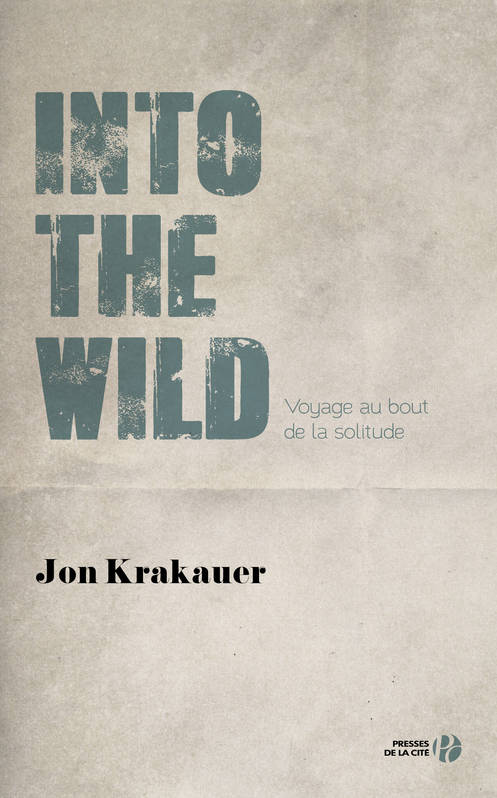 INTO
THE
WILD
Voyage au bout
de la solitude
Jon Krakauer
PRESSES
DE LA CITÉ